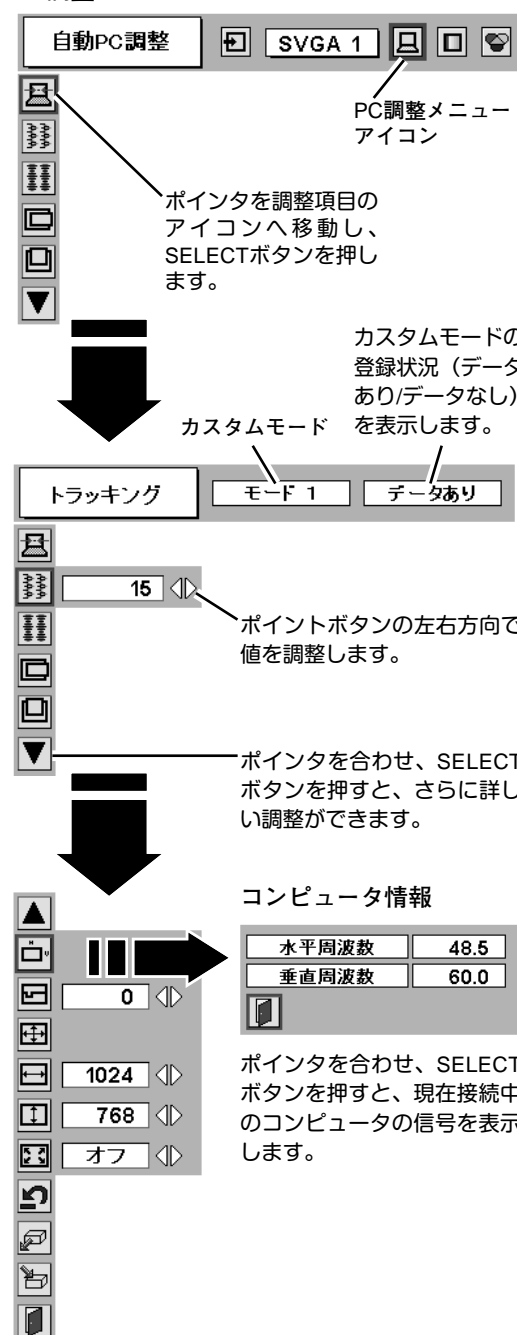 自動PC調整
SVGA 1
PC調整メニュー
アイコン
ポインタを調整項目の
アイコンへ移動し、
SELECTボタンを押し
ます。
カスタムモードの
登録状況（データ
あり/データなし）
を表示します。
カスタムモード
トラッキング
モード 1
データあり
15
ポイントボタンの左右方向で
値を調整します。
ポインタを合わせ、SELECT
ボタンを押すと、さらに詳し
い調整ができます。
コンピュータ情報
水平周波数 48.5
垂直周波数 60.0
0
ポインタを合わせ、SELECT
ボタンを押すと、現在接続中
のコンピュータの信号を表示
します。
1024
768
オフ